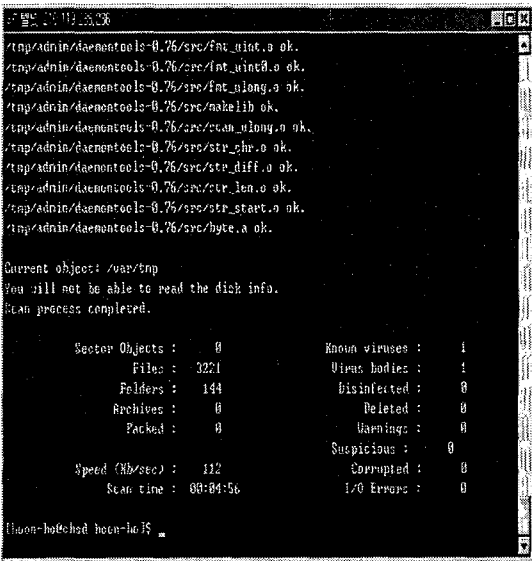 텔넷 210.113.
/tmp/admin/daemontools-0.76/src/fmt_uint.o ok.
/tmp/admin/daemontools-0.76/src/fmt_uint0.o ok.
/tmp/admin/daemontools-0.76/src/fmt_ulong.o ok.
/tmp/admin/daemontools-0.76/src/makelib ok.
/tmp/admin/daemontools-0.76/src/scan_ulong.o ok.
/tmp/admin/daemontools-0.76/src/str_chr.o ok.
/tmp/admin/daemontools-0.76/src/str_diff.o ok.
/tmp/admin/daemontools-0.76/src/str_len.o ok.
/tmp/admin/daemontools-0.76/src/str_start.o ok.
/tmp/admin/daemontools-0.76/src/byte.a ok.
Current object: /var/tmp
You will not be able to read the disk info.
Scan process completed.
Sector Objects : 0 Known viruses : 1
Files : 3221 Virus bodies : 1
Folders : 144 Disinfected : 0
Archives : 0 Deleted : 0
Packed : 0 Warnings : 0
Suspicious : 0
Speed (Kb/sec) : 112 Corrupted : 0
Scan time : 00:04:56 I/O Errors : 0
[hoon-ho@chsd hoon-ho]$